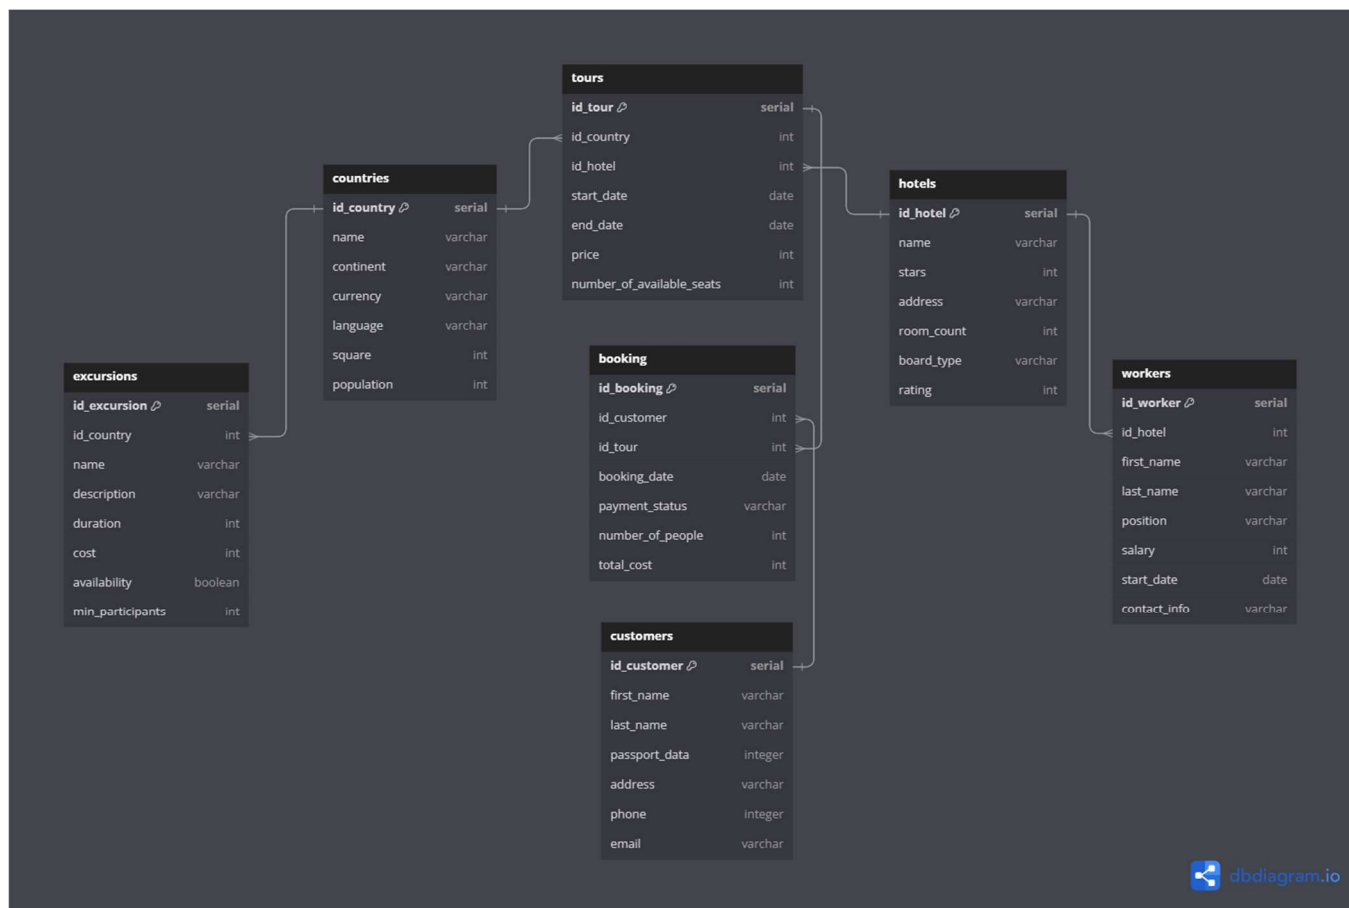 tours
id_tour serial
id_country int
id_hotel int
start_date date
end_date date
price int
number_of_available_seats int
countries
id_country serial
name varchar
continent varchar
currency varchar
language varchar
square int
population int
hotels
id_hotel serial
name varchar
stars int
address varchar
room_count int
board_type varchar
rating int
booking
id_booking serial
id_customer int
id_tour int
booking_date date
payment_status varchar
number_of_people int
total_cost int
excursions
id_excursion serial
id_country int
name varchar
description varchar
duration int
cost int
availability boolean
min_participants int
workers
id_worker serial
id_hotel int
first_name varchar
last_name varchar
position varchar
salary int
start_date date
contact_info varchar
customers
id_customer serial
first_name varchar
last_name varchar
passport_data integer
address varchar
phone integer
email varchar
dbdiagram.io